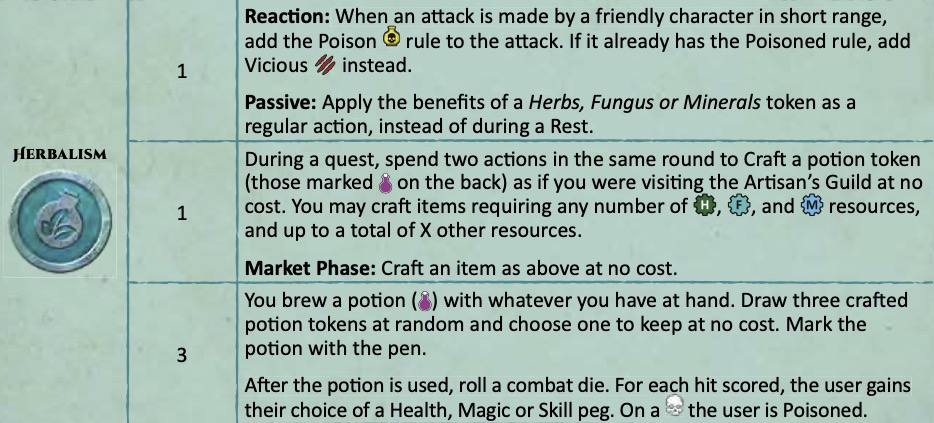 Reaction: When an attack is made by a friendly character in short range,
add the Poison rule to the attack. If it already has the Poisoned rule, add
Vicious instead.
1
Passive: Apply the benefits of a Herbs, Fungus or Minerals token as a
regular action, instead of during a Rest.
HERBALISM
During a quest, spend two actions in the same round to Craft a potion token
(those marked on the back) as if you were visiting the Artisan's Guild at no
cost. You may craft items requiring any number of H, F, and M resources,
and up to a total of X other resources.
1
Market Phase: Craft an item as above at no cost.
You brew a potion ( ) with whatever you have at hand. Draw three crafted
potion tokens at random and choose one to keep at no cost. Mark the
potion with the pen.
3
After the potion is used, roll a combat die. For each hit scored, the user gains
their choice of a Health, Magic or Skill peg. On a the user is Poisoned.